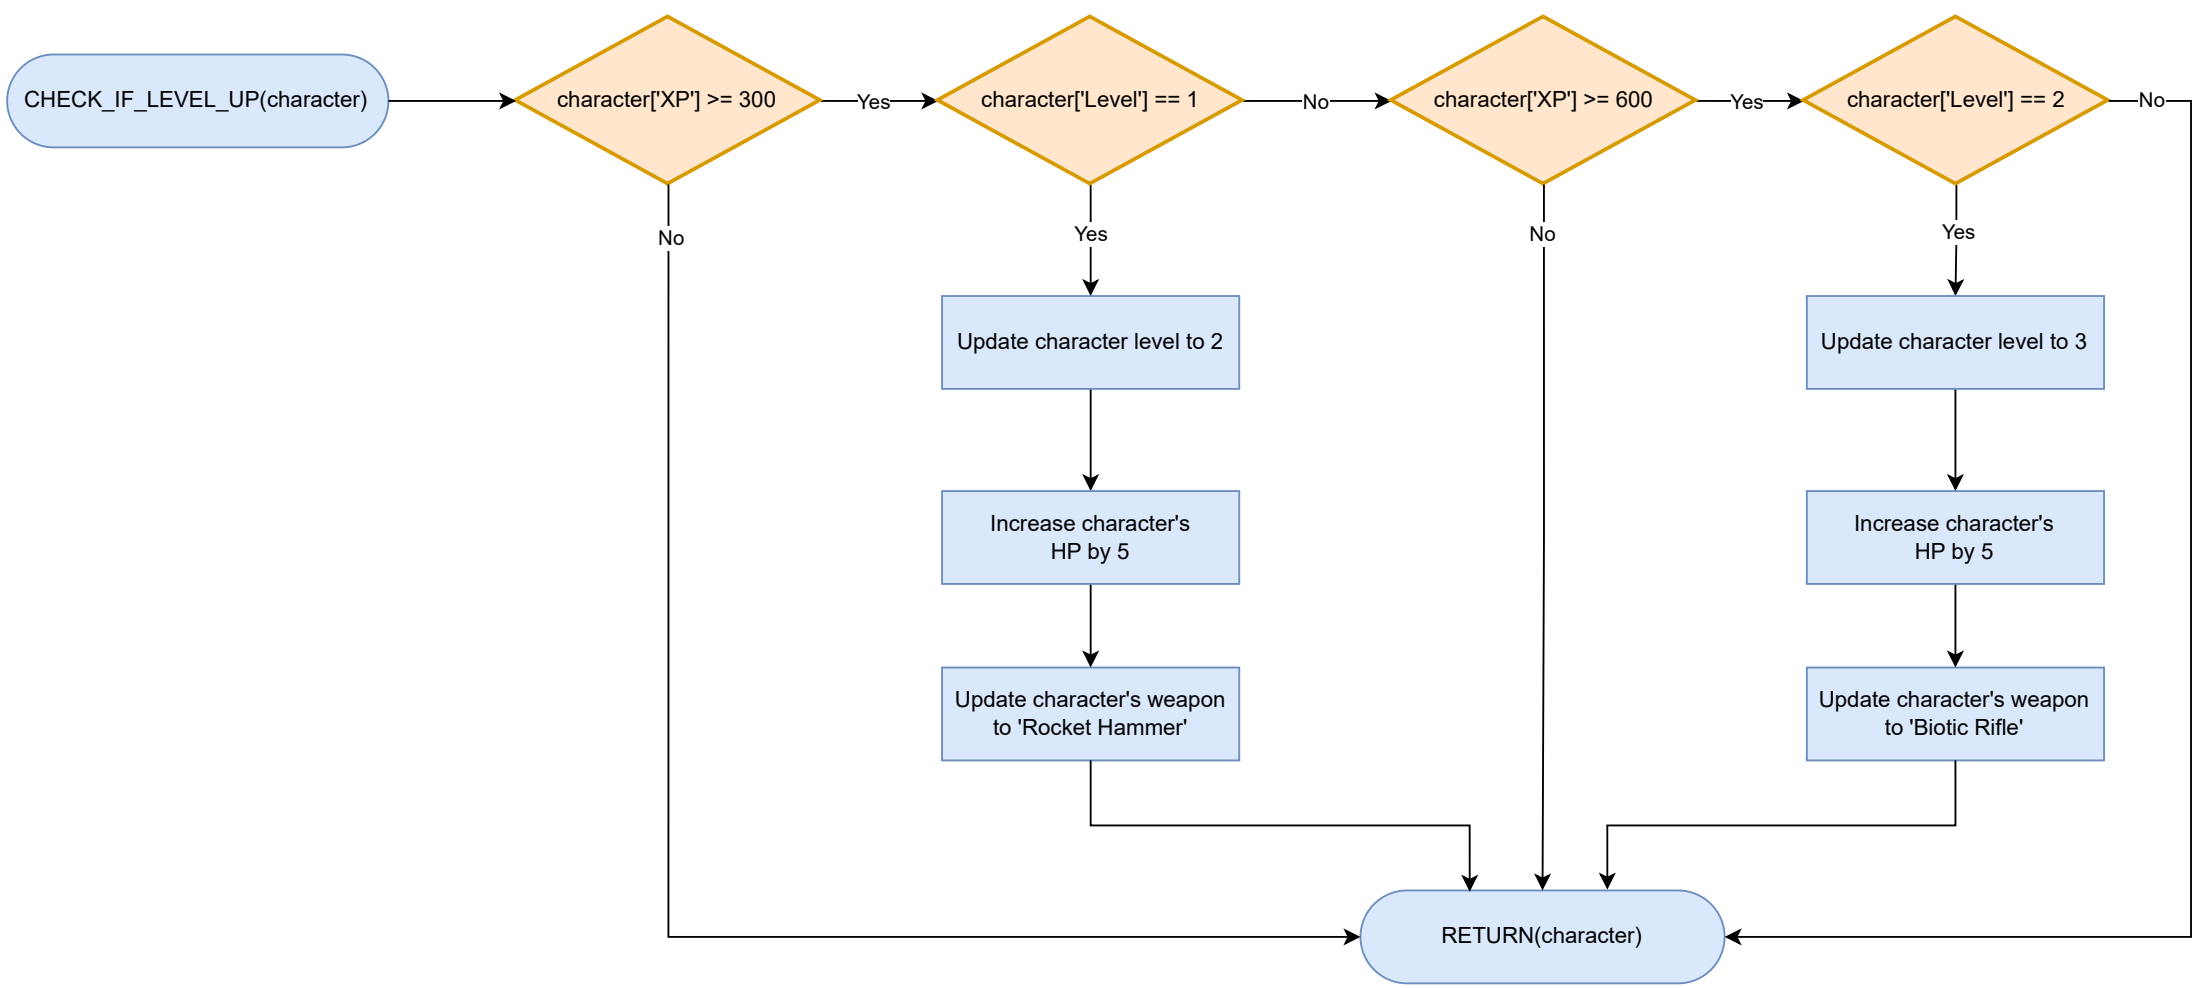 CHECK_IF_LEVEL_UP(character)
character['XP'] >= 300
Yes
character['Level'] == 1
No
character['XP'] >= 600
Yes
character['Level'] == 2
No
No
Yes
No
Yes
Update character level to 2
Update character level to 3
Increase character's
HP by 5
Increase character's
HP by 5
Update character's weapon
to 'Rocket Hammer'
Update character's weapon
to 'Biotic Rifle'
RETURN(character)